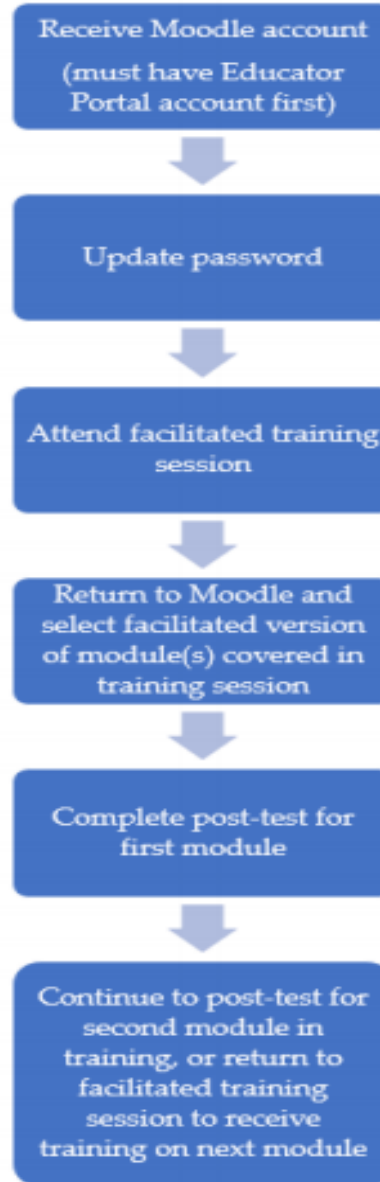 Receive Moodle account
(must have Educator
Portal account first)
Update password
Attend facilitated training
session
Return to Moodle and
select facilitated version
of module(s) covered in
training session
Complete post-test for
first module
Continue to post-test for
second module in
training, or return to
facilitated training
session to receive
training on next module